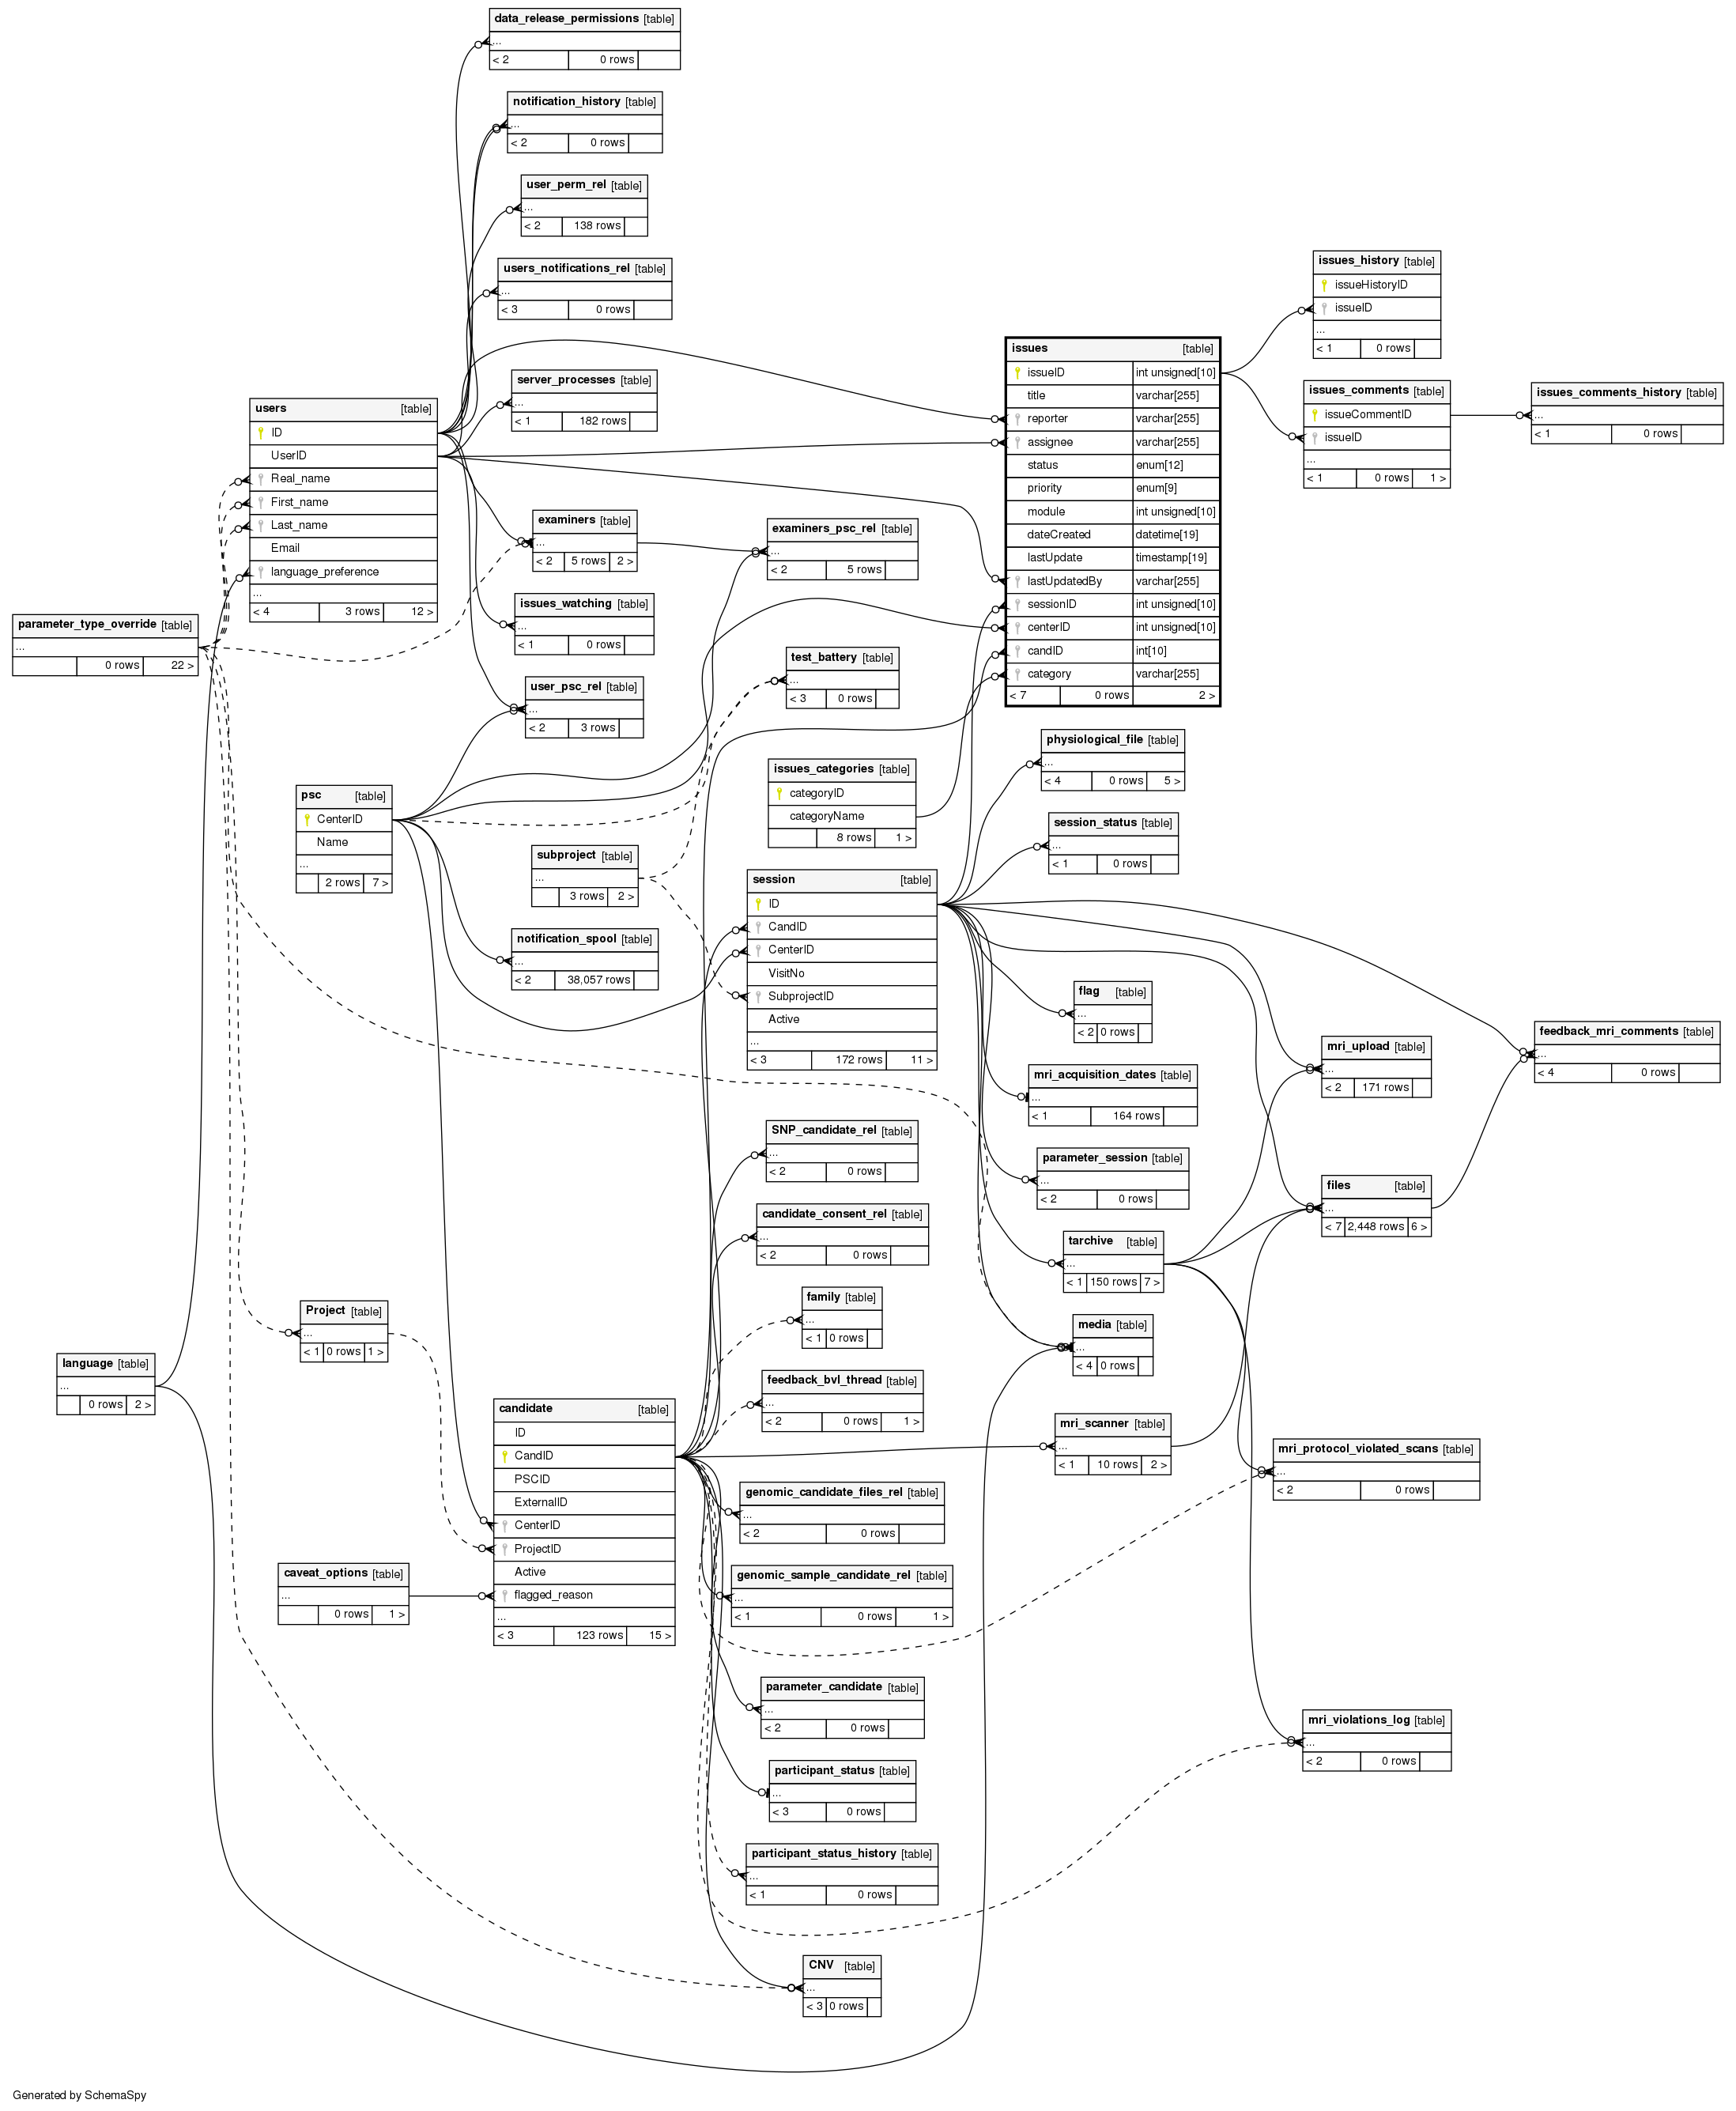 data_release_permissions [table]
...
< 2 0 rows
notification_history [table]
...
< 2 0 rows
user_perm_rel [table]
...
< 2 138 rows
users_notifications_rel [table]
...
< 3 0 rows
issues_history [table]
issueHistoryID
issueID
...
< 1 0 rows
issues [table]
issueID int unsigned[10]
title varchar[255]
reporter varchar[255]
assignee varchar[255]
status enum[12]
priority enum[9]
module int unsigned[10]
dateCreated datetime[19]
lastUpdate timestamp[19]
lastUpdatedBy varchar[255]
sessionID int unsigned[10]
centerID int unsigned[10]
candID int[10]
category varchar[255]
< 7 0 rows 2 >
server_processes [table]
...
< 1 182 rows
issues_comments [table]
issueCommentID
issueID
...
< 1 0 rows 1 >
issues_comments_history [table]
...
< 1 0 rows
users [table]
ID
UserID
Real_name
First_name
Last_name
Email
language_preference
...
< 4 3 rows 12 >
examiners [table]
...
< 2 5 rows 2 >
examiners_psc_rel [table]
...
< 2 5 rows
issues_watching [table]
...
< 1 0 rows
parameter_type_override [table]
...
0 rows 22 >
test_battery [table]
...
< 3 0 rows
user_psc_rel [table]
...
< 2 3 rows
physiological_file [table]
...
< 4 0 rows 5 >
issues_categories [table]
categoryID
categoryName
8 rows 1 >
psc [table]
CenterID
Name
...
2 rows 7 >
session_status [table]
...
< 1 0 rows
subproject [table]
...
3 rows 2 >
session [table]
ID
CandID
CenterID
VisitNo
SubprojectID
Active
...
< 3 172 rows 11 >
notification_spool [table]
...
< 2 38,057 rows
flag [table]
...
< 2 0 rows
feedback_mri_comments [table]
...
< 4 0 rows
mri_upload [table]
...
< 2 171 rows
mri_acquisition_dates [table]
...
< 1 164 rows
SNP_candidate_rel [table]
...
< 2 0 rows
parameter_session [table]
...
< 2 0 rows
files [table]
...
< 7 2,448 rows 6 >
candidate_consent_rel [table]
...
< 2 0 rows
tarchive [table]
...
< 1 150 rows 7 >
family [table]
...
< 1 0 rows
Project [table]
...
< 1 0 rows 1 >
media [table]
...
< 4 0 rows
language [table]
...
0 rows 2 >
feedback_bvl_thread [table]
...
< 2 0 rows 1 >
candidate [table]
ID
CandID
PSCID
ExternalID
CenterID
ProjectID
Active
flagged_reason
...
< 3 123 rows 15 >
mri_scanner [table]
...
< 1 10 rows 2 >
mri_protocol_violated_scans [table]
...
< 2 0 rows
genomic_candidate_files_rel [table]
...
< 2 0 rows
caveat_options [table]
...
0 rows 1 >
genomic_sample_candidate_rel [table]
...
< 1 0 rows 1 >
parameter_candidate [table]
...
< 2 0 rows
mri_violations_log [table]
...
< 2 0 rows
participant_status [table]
...
< 3 0 rows
participant_status_history [table]
...
< 1 0 rows
CNV [table]
...
< 3 0 rows
Generated by SchemaSpy